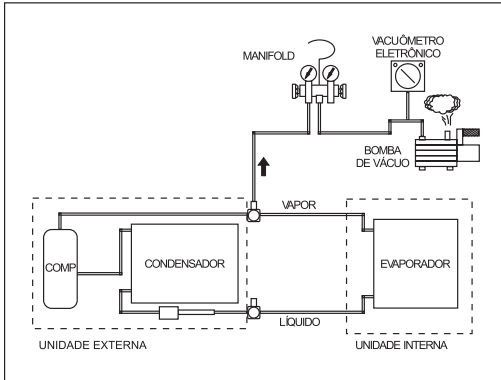 VACUÔMETRO
ELETRÔNICO
MANIFOLD
BOMBA
DE VÁCUO
VAPOR
COMP
CONDENSADOR
EVAPORADOR
LÍQUIDO
UNIDADE EXTERNA
UNIDADE INTERNA